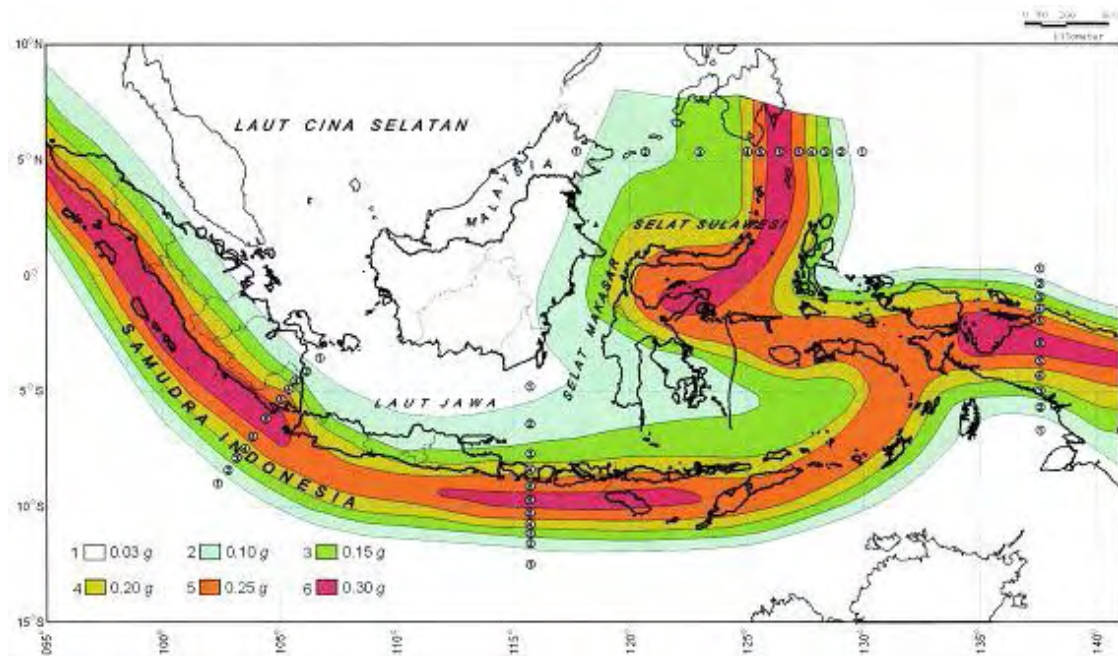 Kilometer
10°N
LAUT CINA SELATAN
MALAYSIA
5°N
SELAT SULAWESI
0°
SELAT MAKASAR
SAMUDRA INDONESIA
5°S
LAUT JAWA
10°S
1 0.03 g 2 0.10 g 3 0.15 g
4 0.20 g 5 0.25 g 6 0.30 g
15°S
095° 100° 105° 110° 115° 120° 125° 130° 135° 140°